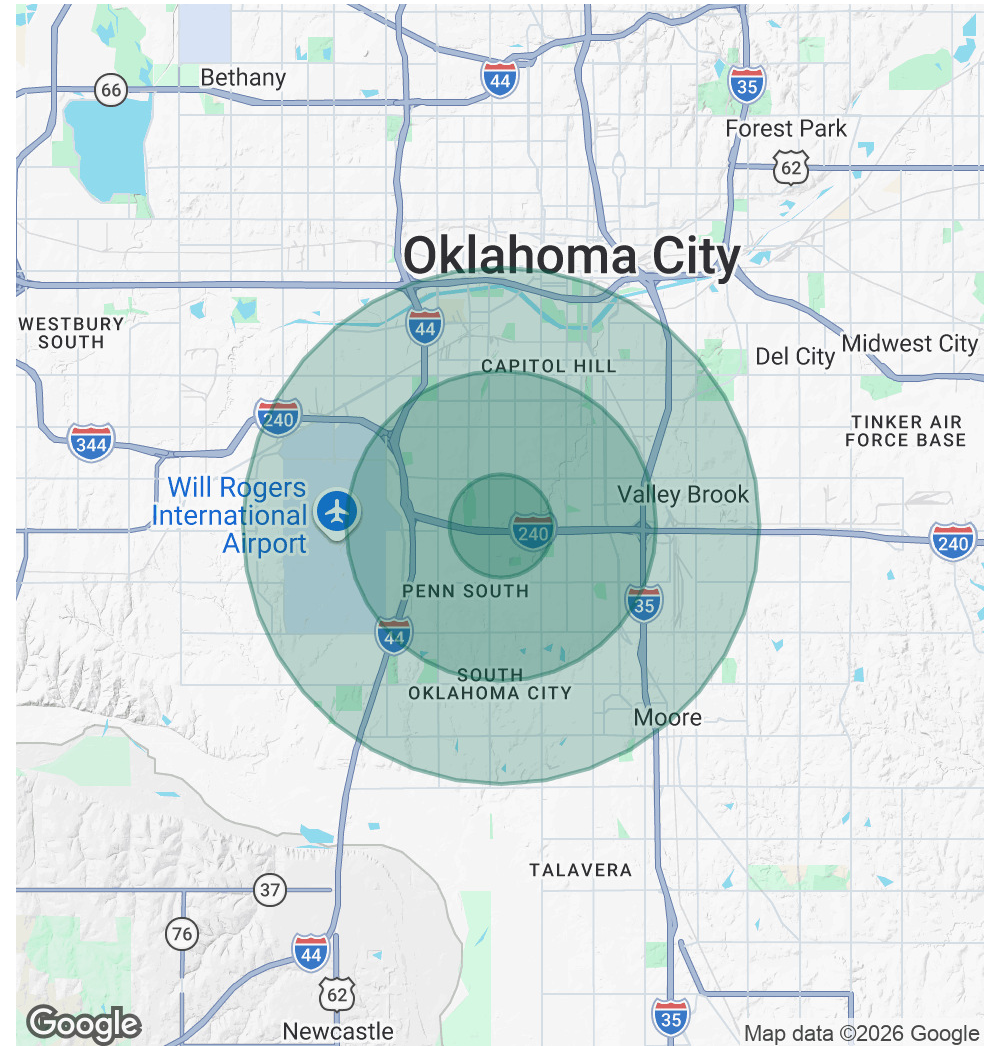 Bethany
66
44
35
Forest Park
62
Oklahoma City
WESTBURY
SOUTH
44
CAPITOL HILL
Del City
Midwest City
240
344
TINKER AIR
FORCE BASE
Will Rogers
International
Airport
Valley Brook
240
240
PENN SOUTH
35
44
SOUTH
OKLAHOMA CITY
Moore
TALAVERA
37
76
44
62
35
Newcastle
Google
Map data ©2026 Google